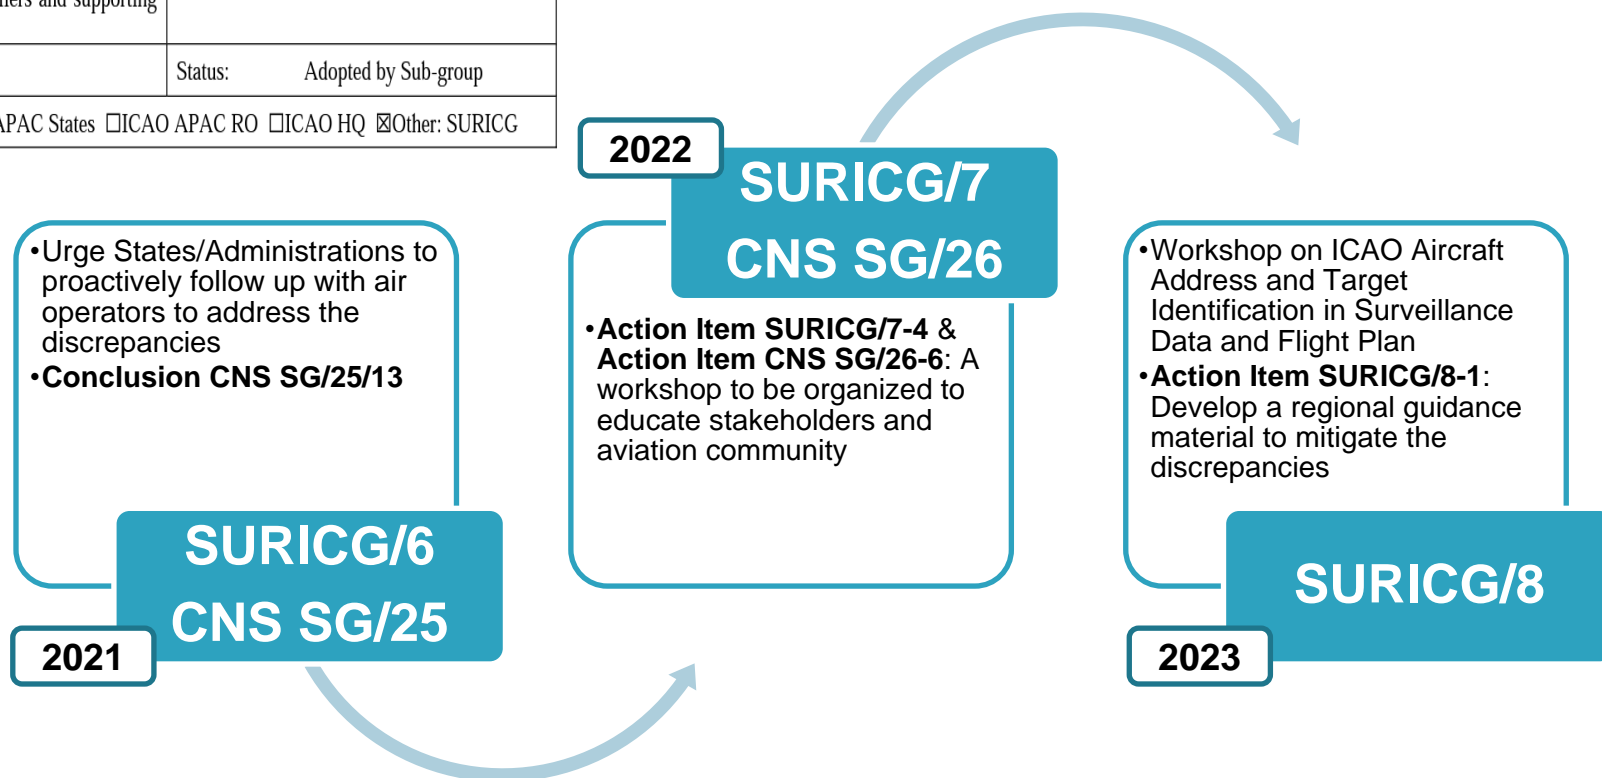 and supporting
Status: Adopted by Sub-group
APAC States ☐ICAO APAC RO ☐ICAO HQ ☒Other: SURICG
•Urge States/Administrations to
proactively follow up with air
operators to address the
discrepancies
•Conclusion CNS SG/25/13
SURICG/6
CNS SG/25
2021
2022
SURICG/7
CNS SG/26
•Action Item SURICG/7-4 &
Action Item CNS SG/26-6: A
workshop to be organized to
educate stakeholders and
aviation community
•Workshop on ICAO Aircraft
Address and Target
Identification in Surveillance
Data and Flight Plan
•Action Item SURICG/8-1:
Develop a regional guidance
material to mitigate the
discrepancies
SURICG/8
2023